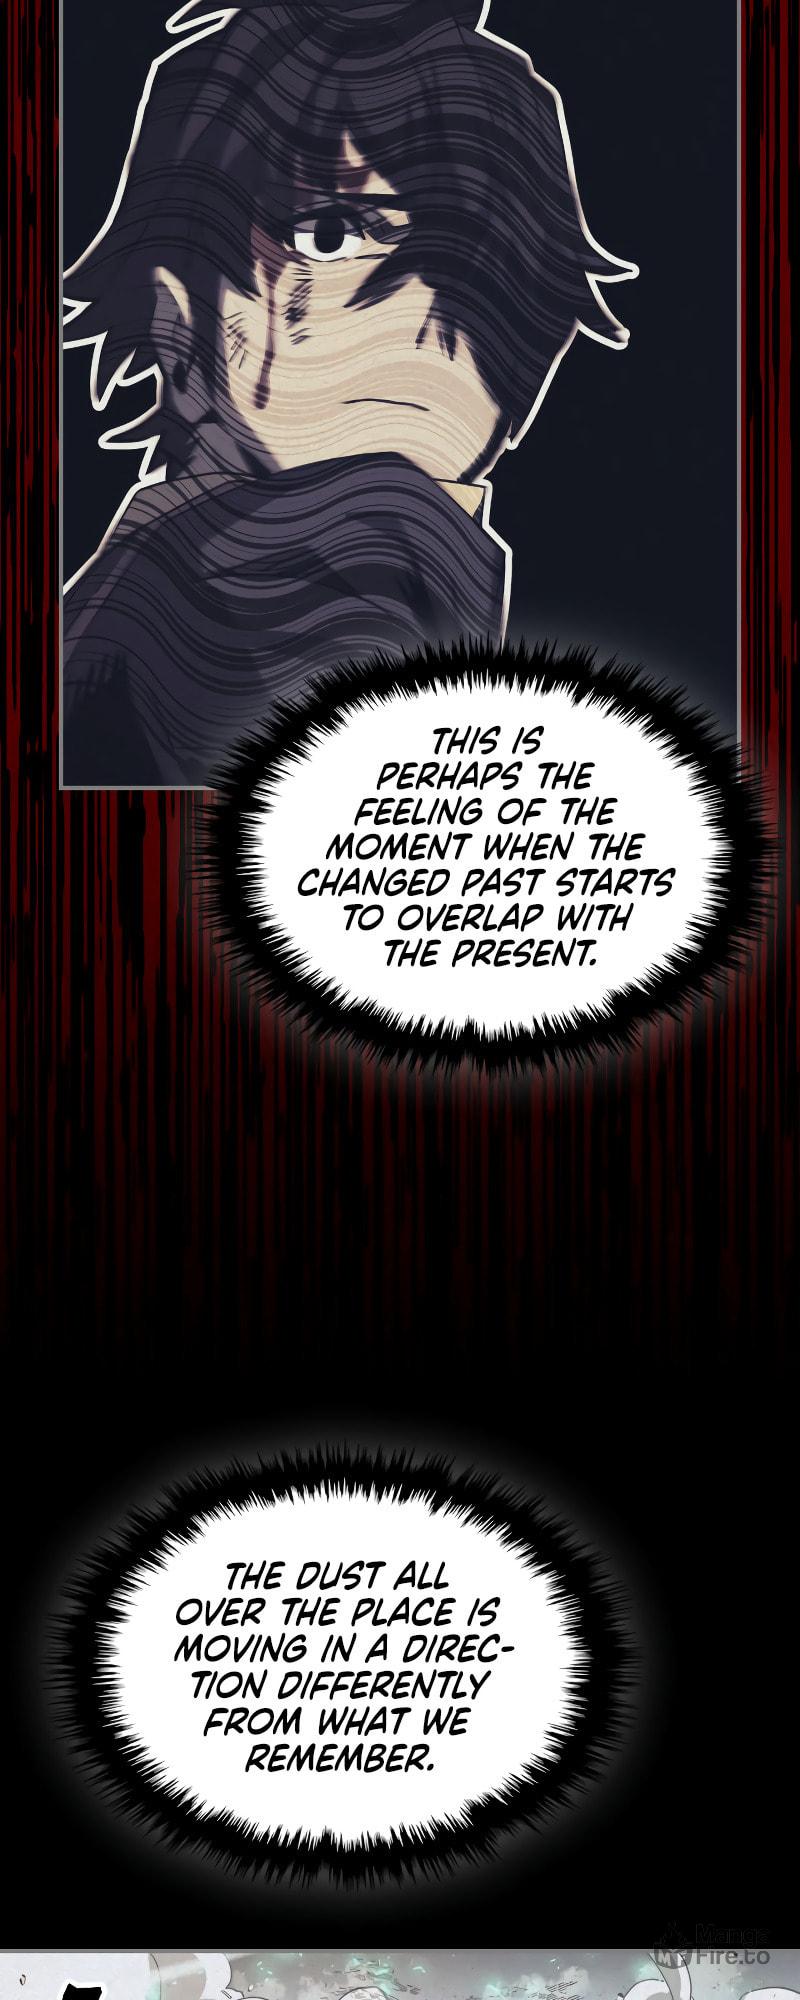 THIS IS
PERHAPS THE
FEELING OF THE
MOMENT WHEN THE
CHANGED PAST STARTS
TO OVERLAP WITH
THE PRESENT.
THE DUST ALL
OVER THE PLACE IS
MOVING IN A DIREC-
TION DIFFERENTLY
FROM WHAT WE
REMEMBER.
Manga
Fire.to